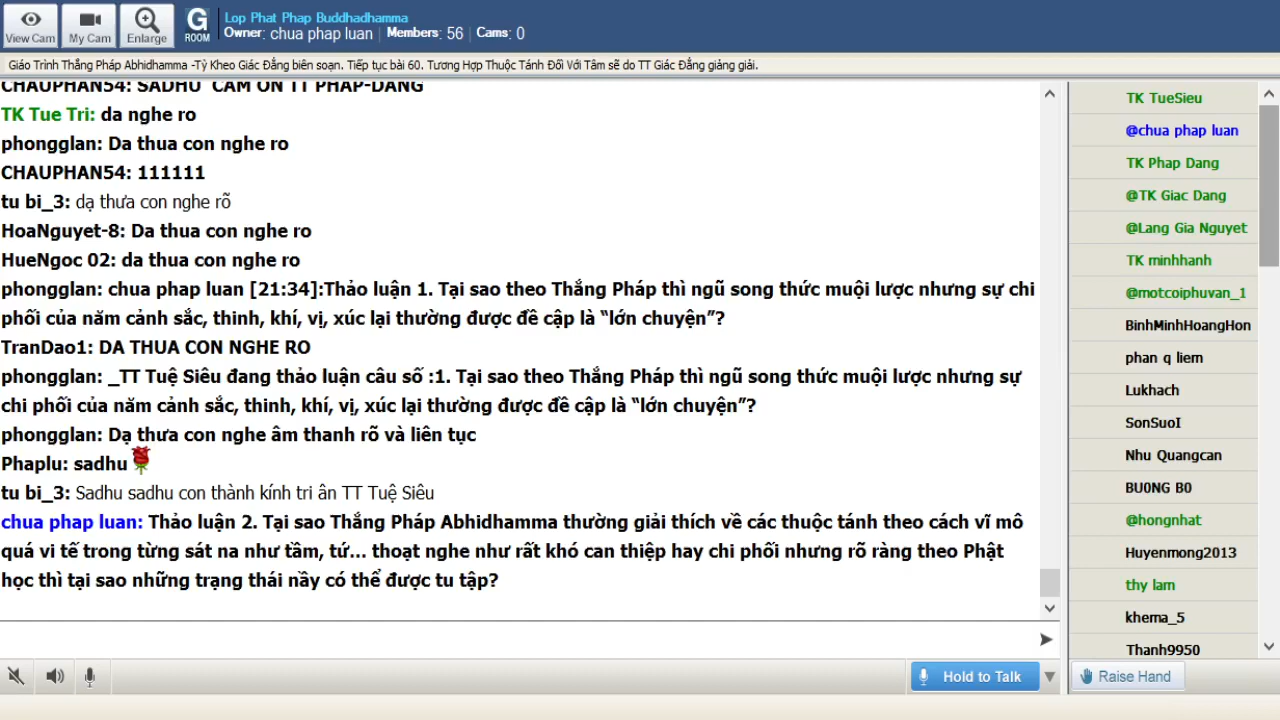 View Cam
My Cam
Enlarge
G
ROOM
Lop Phat Phap Buddhadhamma
Owner: chua phap luan Members: 56 Cams: 0
Giáo Trình Thắng Pháp Abhidhamma -Tỳ Kheo Giác Đẳng biên soạn. Tiếp tục bài 60. Tương Hợp Thuộc Tánh Đối Với Tâm sẽ do TT Giác Đẳng giảng giải.
CHAUPHAN54: SADHU CAM ON TT PHAP-DANG
TK Tue Tri: da nghe ro
phongglan: Da thua con nghe ro
CHAUPHAN54: 111111
tu bi_3: dạ thưa con nghe rõ
HoaNguyet-8: Da thua con nghe ro
HueNgoc 02: da thua con nghe ro
phongglan: chua phap luan [21:34]:Thảo luận 1. Tại sao theo Thắng Pháp thì ngũ song thức muội lược nhưng sự chi
phối của năm cảnh sắc, thinh, khí, vị, xúc lại thường được đề cập là “lớn chuyện”?
TranDao1: DA THUA CON NGHE RO
phongglan: _TT Tuệ Siêu đang thảo luận câu số :1. Tại sao theo Thắng Pháp thì ngũ song thức muội lược nhưng sự
chi phối của năm cảnh sắc, thinh, khí, vị, xúc lại thường được đề cập là “lớn chuyện”?
phongglan: Dạ thưa con nghe âm thanh rõ và liên tục
Phaplu: sadhu
tu bi_3: Sadhu sadhu con thành kính tri ân TT Tuệ Siêu
chua phap luan: Thảo luận 2. Tại sao Thắng Pháp Abhidhamma thường giải thích về các thuộc tánh theo cách vĩ mô
quá vi tế trong từng sát na như tầm, tứ... thoạt nghe như rất khó can thiệp hay chi phối nhưng rõ ràng theo Phật
học thì tại sao những trạng thái nầy có thể được tu tập?
TK TueSieu
@chua phap luan
TK Phap Dang
@TK Giac Dang
@Lang Gia Nguyet
TK minhhanh
@motcoiphuvan_1
BinhMinhHoangHon
phan q liem
Lukhach
SonSuoI
Nhu Quangcan
BU0NG B0
@hongnhat
Huyenmong2013
thy lam
khema_5
Thanh9950
Hold to Talk
Raise Hand